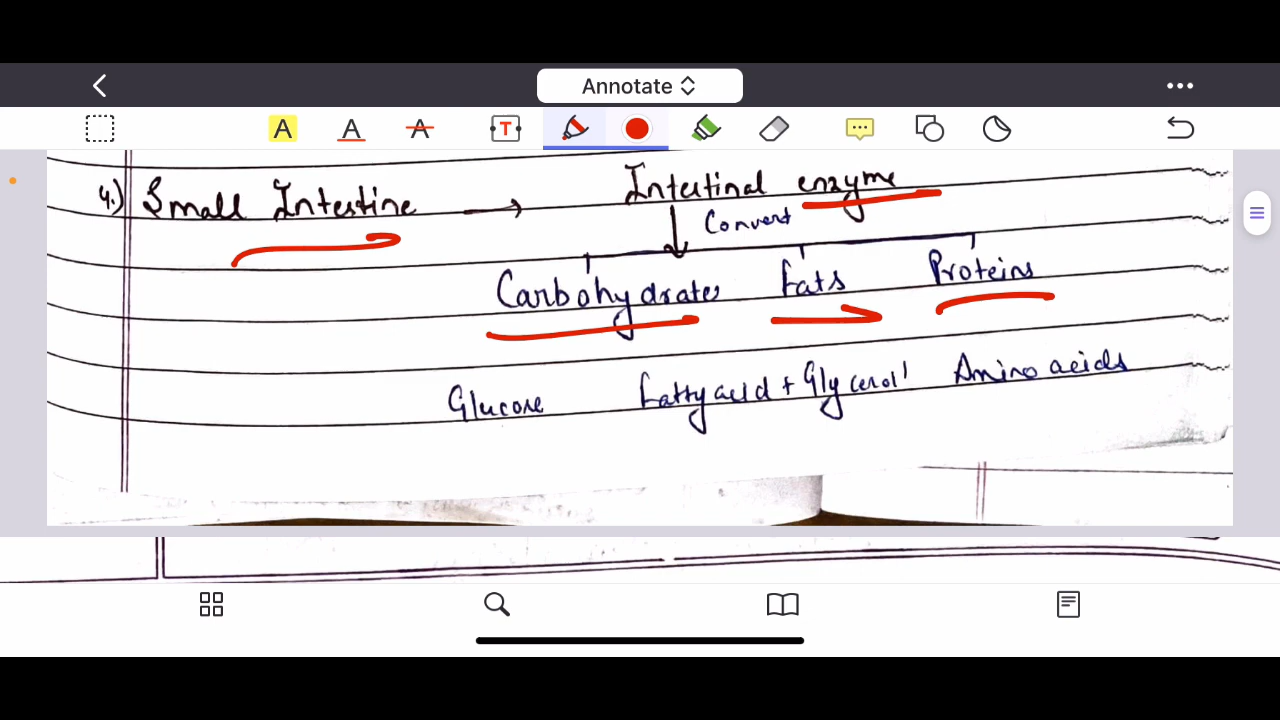 Annotate
A A A T
4.) Small Intestine → Intestinal enzyme
Convert
Carbohydrates Fats Proteins
Glucose Fatty acid + Glycerol Amino acids